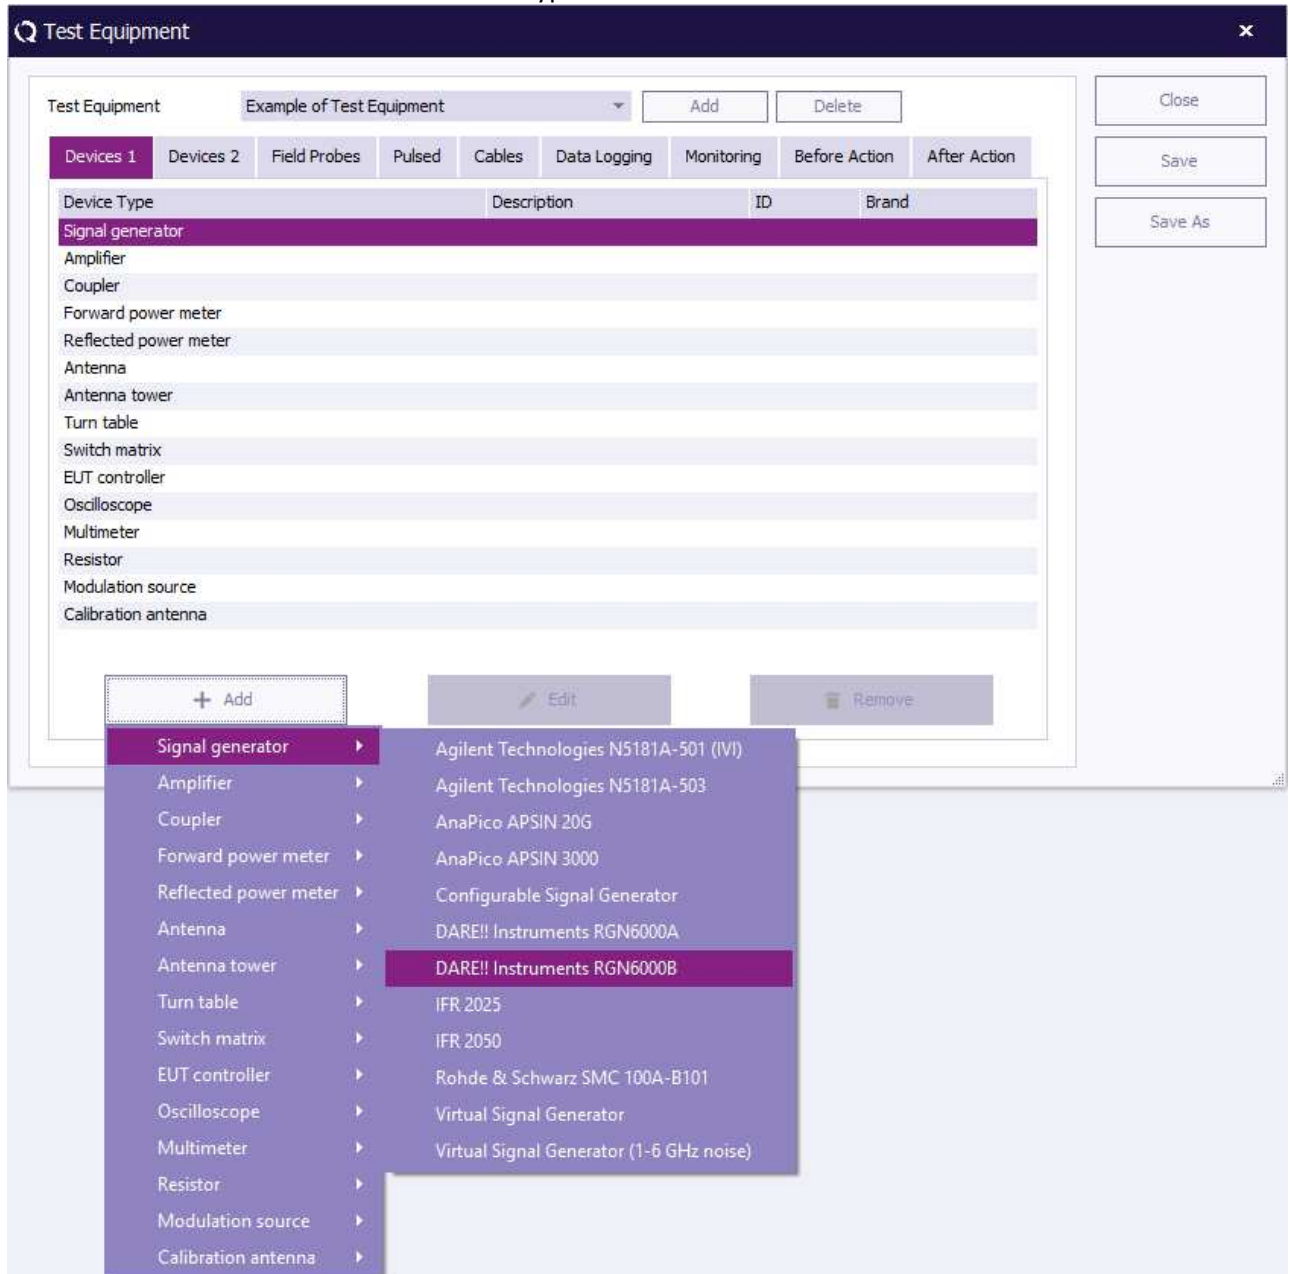 Test Equipment
Test Equipment Example of Test Equipment Add Delete Close
Devices 1 Devices 2 Field Probes Pulsed Cables Data Logging Monitoring Before Action After Action Save
Device Type Description ID Brand
Save As
Signal generator
Amplifier
Coupler
Forward power meter
Reflected power meter
Antenna
Antenna tower
Turn table
Switch matrix
EUT controller
Oscilloscope
Multimeter
Resistor
Modulation source
Calibration antenna
+ Add Edit Remove
Signal generator
Amplifier
Coupler
Forward power meter
Reflected power meter
Antenna
Antenna tower
Turn table
Switch matrix
EUT controller
Oscilloscope
Multimeter
Resistor
Modulation source
Calibration antenna
Agilent Technologies N5181A-501 (IVI)
Agilent Technologies N5181A-503
AnaPico APSIN 20G
AnaPico APSIN 3000
Configurable Signal Generator
DARE!! Instruments RGN6000A
DARE!! Instruments RGN6000B
IFR 2025
IFR 2050
Rohde & Schwarz SMC 100A-B101
Virtual Signal Generator
Virtual Signal Generator (1-6 GHz noise)